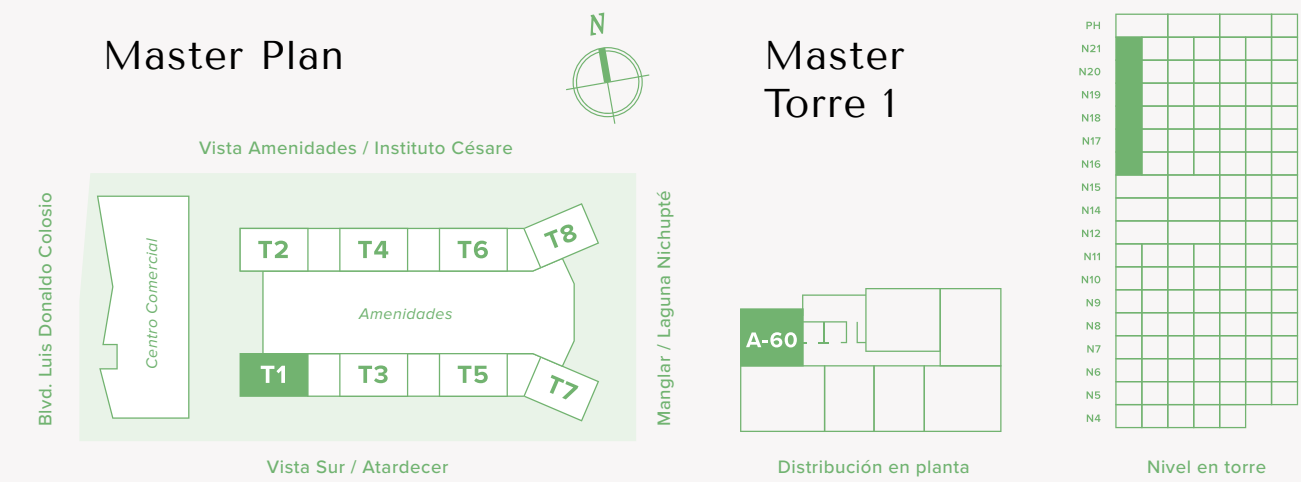 Master Plan
N
Vista Amenidades / Instituto Césare
Blvd. Luis Donaldo Colosio
Centro Comercial
T2
T4
T6
T8
Amenidades
T1
T3
T5
T7
Manglar / Laguna Nichupté
Vista Sur / Atardecer
Master
Torre 1
A-60
Distribución en planta
PH
N21
N20
N19
N18
N17
N16
N15
N14
N12
N11
N10
N9
N8
N7
N6
N5
N4
Nivel en torre